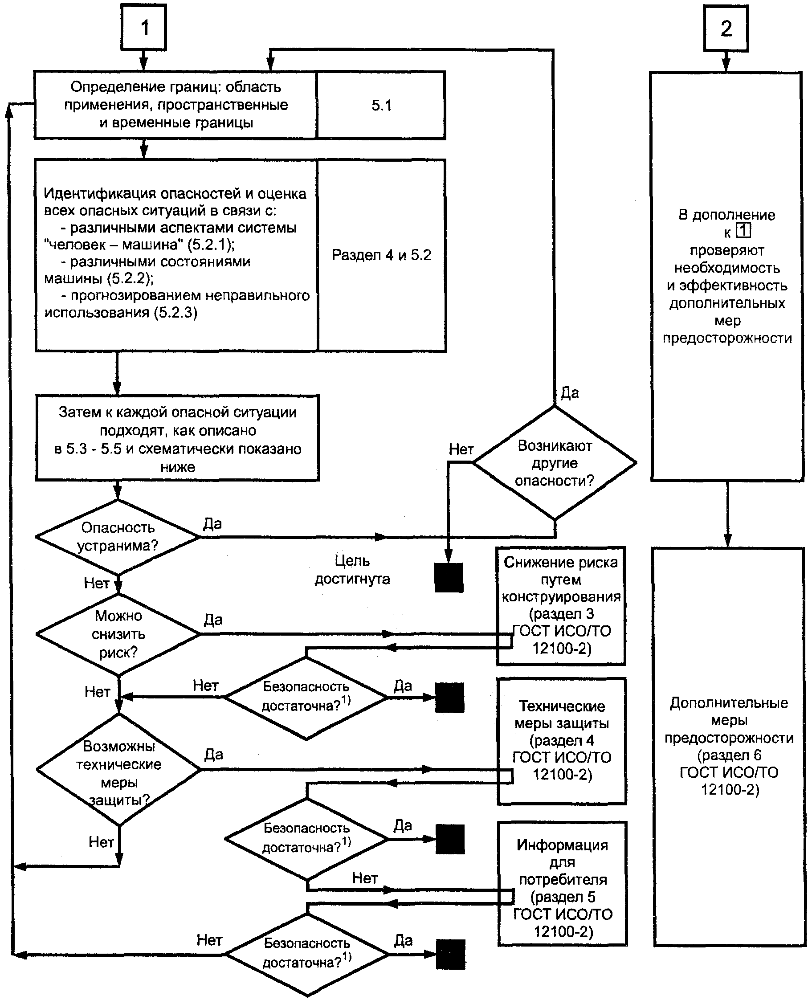 1
Определение границ: область
применения, пространственные
и временные границы
5.1
Идентификация опасностей и оценка
всех опасных ситуаций в связи с:
- различными аспектами системы
"человек – машина" (5.2.1);
- различными состояниями
машины (5.2.2);
- прогнозированием неправильного
использования (5.2.3)
Раздел 4 и 5.2
Затем к каждой опасной ситуации
подходят, как описано
в 5.3 - 5.5 и схематически показано
ниже
Да
Возникают
другие
опасности?
Нет
Опасность
устранима?
Да
Нет
Цель
достигнута
Можно
снизить
риск?
Да
Нет
Снижение риска
путем
конструирования
(раздел 3
ГОСТ ИСО/ТО
12100-2)
Безопасность
достаточна?1)
Нет
Да
Возможны
технические
меры
защиты?
Да
Нет
Технические
меры защиты
(раздел 4
ГОСТ ИСО/ТО
12100-2)
Безопасность
достаточна?1)
Да
Нет
Информация
для
потребителя
(раздел 5
ГОСТ ИСО/ТО
12100-2)
Безопасность
достаточна?1)
Нет
Да
2
В дополнение
к 1
проверяют
необходимость
и эффективность
дополнительных
мер
предосторожности
Дополнительные
меры
предосторожности
(раздел 6
ГОСТ ИСО/ТО
12100-2)